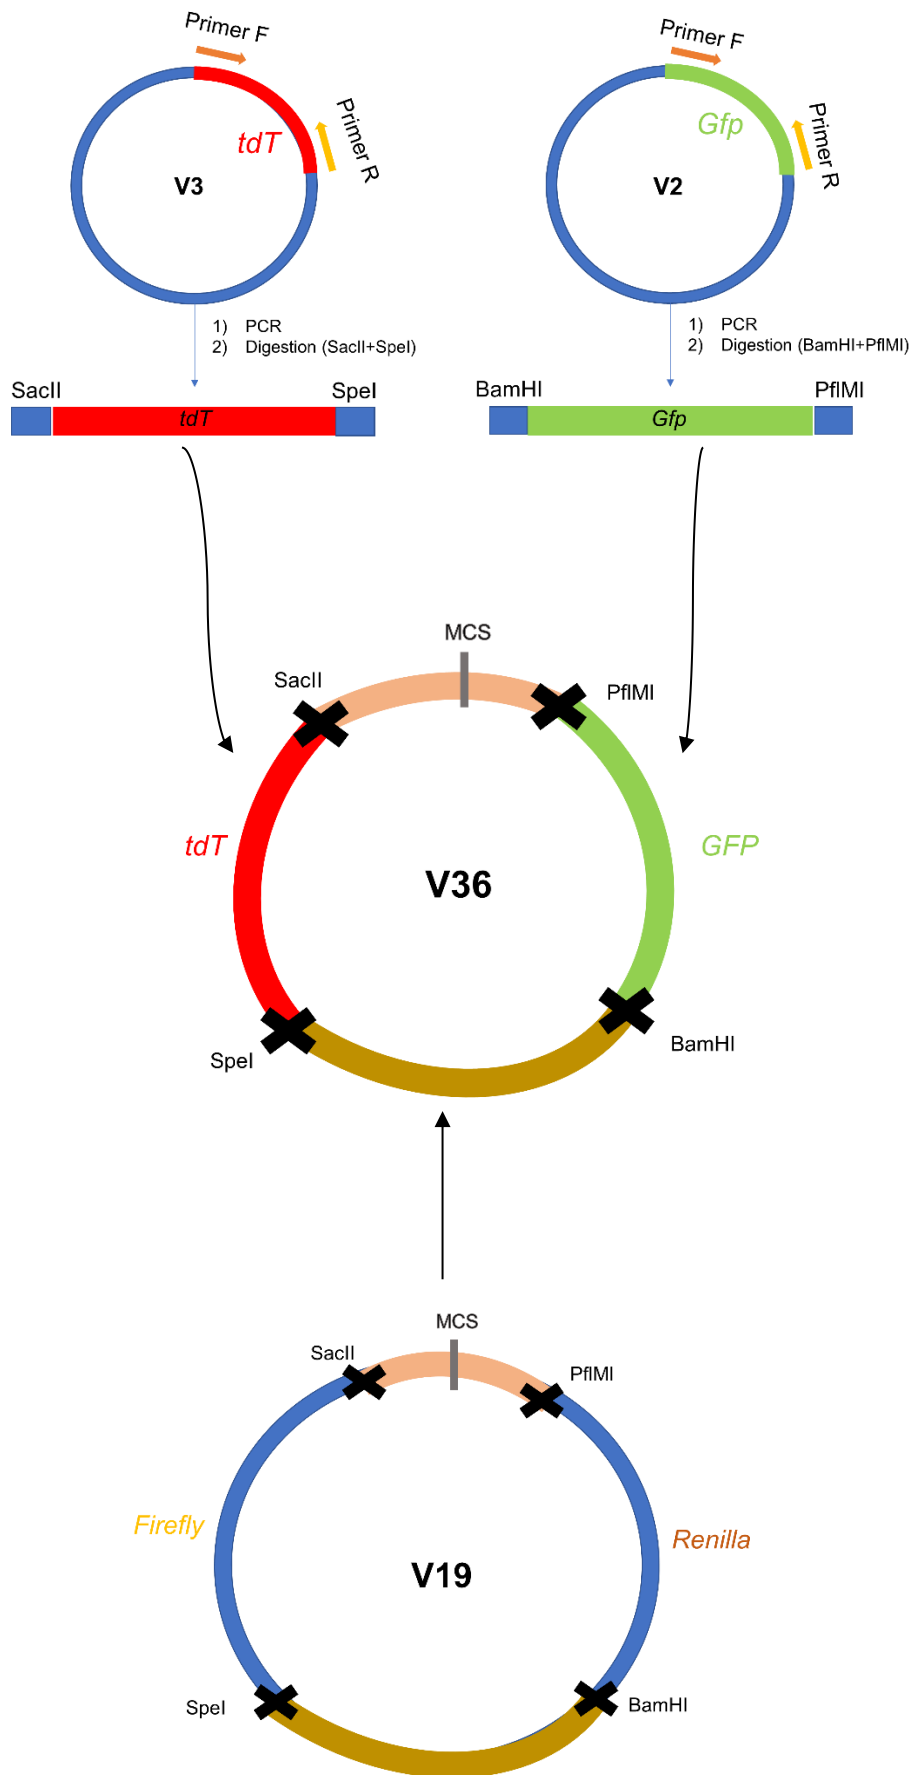 Primer F
tdT
Primer R
V3
1) PCR
2) Digestion (SacII+SpeI)
SacII
SpeI
tdT
Primer F
Gfp
Primer R
V2
1) PCR
2) Digestion (BamHI+PflMI)
BamHI
PflMI
Gfp
MCS
SacII
PflMI
tdT
GFP
V36
SpeI
BamHI
MCS
SacII
PflMI
Firefly
Renilla
V19
SpeI
BamHI